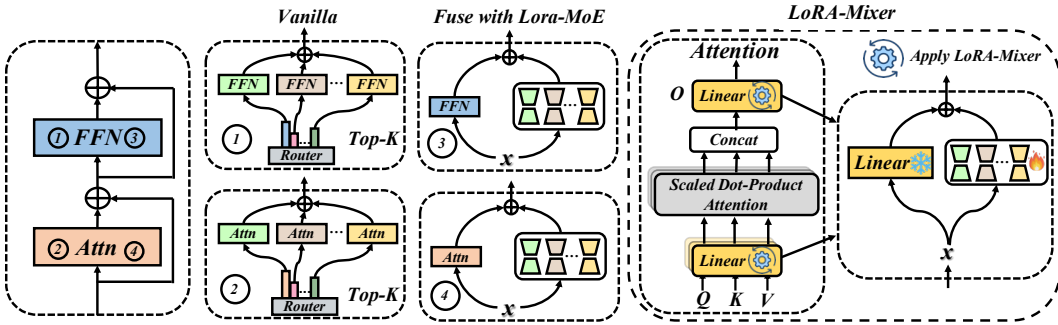 ① FFN ③
② Attn ④
Vanilla
FFN FFN ... FFN
① Top-K
Router
Attn Attn ... Attn
② Top-K
Router
Fuse with Lora-MoE
FFN ...
③
x
Attn ...
④
x
LoRA-Mixer
Attention
O Linear
Concat
Scaled Dot-Product
Attention
Linear
Q K V
Apply LoRA-Mixer
Linear ...
x